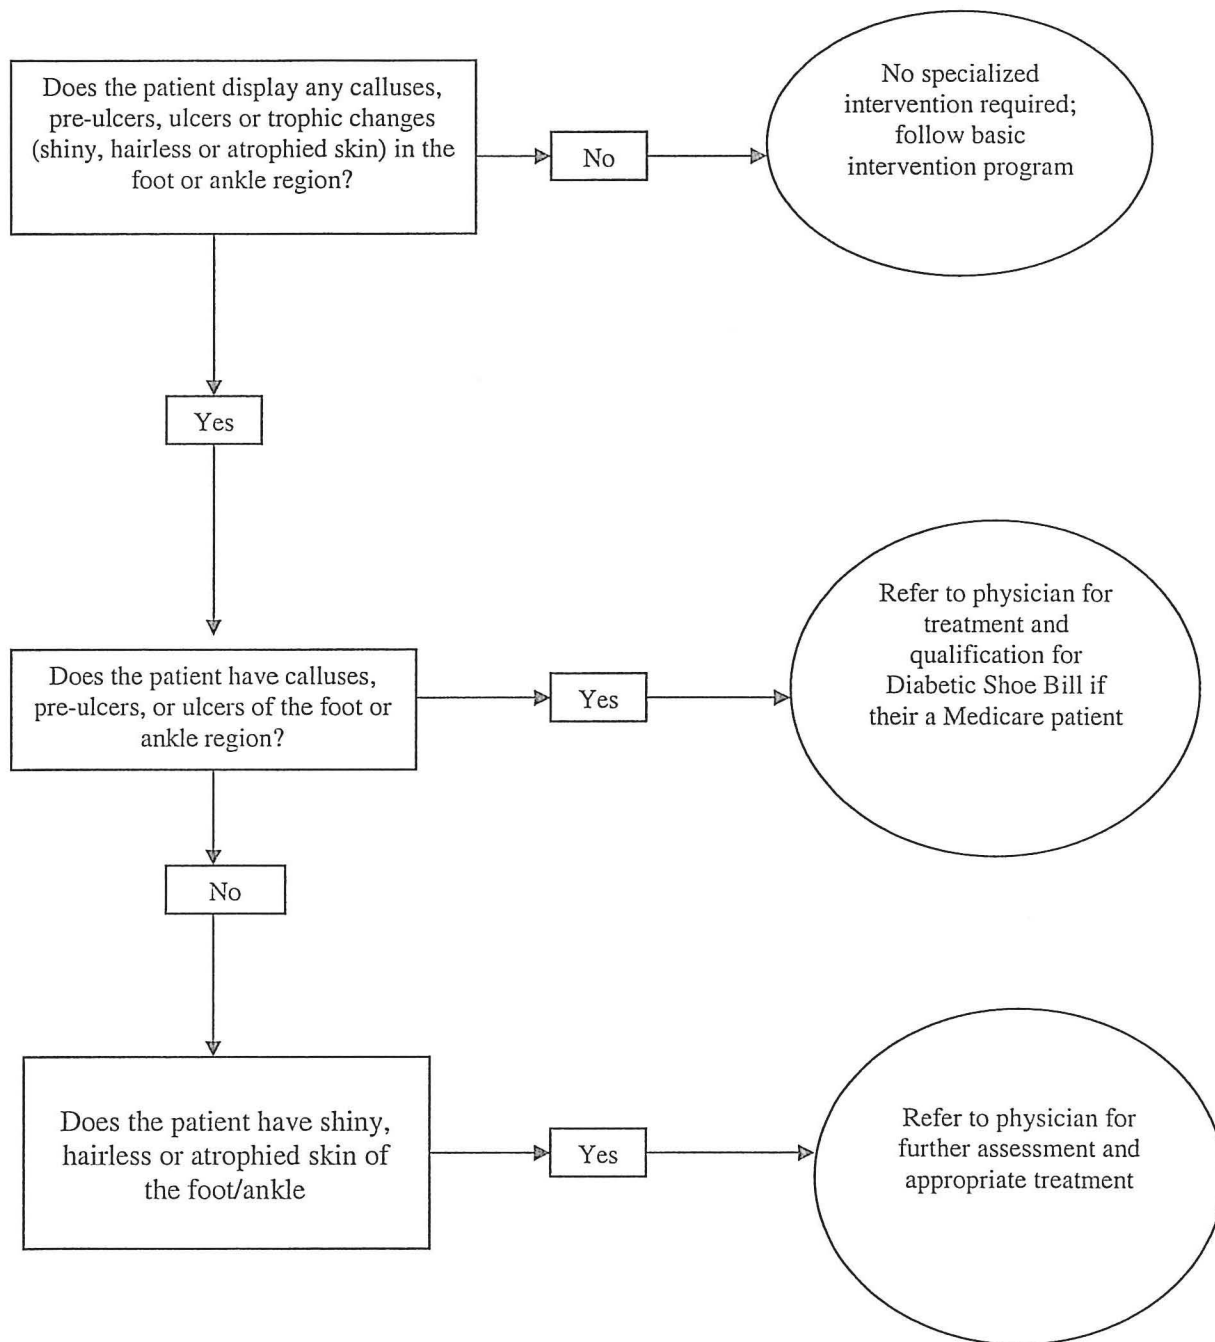 Does the patient display any calluses,
pre-ulcers, ulcers or trophic changes
(shiny, hairless or atrophied skin) in the
foot or ankle region?
No
No specialized
intervention required;
follow basic
intervention program
Yes
Does the patient have calluses,
pre-ulcers, or ulcers of the foot or
ankle region?
Yes
Refer to physician for
treatment and
qualification for
Diabetic Shoe Bill if
their a Medicare patient
No
Does the patient have shiny,
hairless or atrophied skin of
the foot/ankle
Yes
Refer to physician for
further assessment and
appropriate treatment